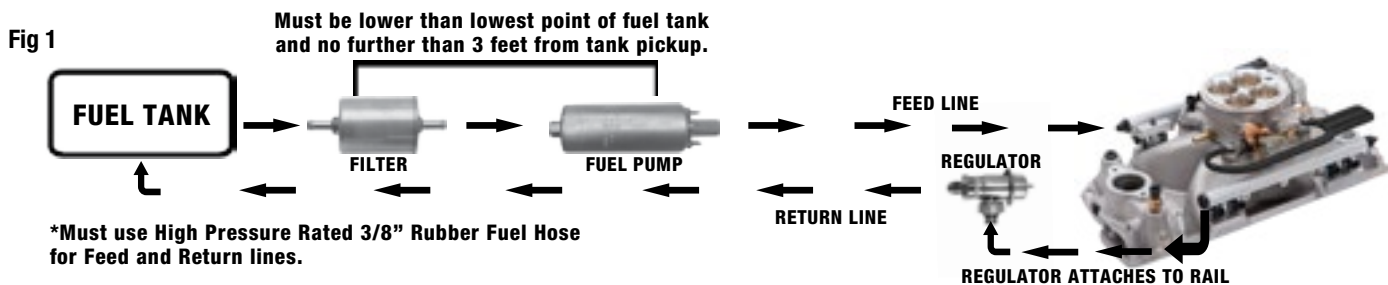 Fig 1
Must be lower than lowest point of fuel tank
and no further than 3 feet from tank pickup.
FUEL TANK
FILTER
FUEL PUMP
FEED LINE
REGULATOR
RETURN LINE
*Must use High Pressure Rated 3/8” Rubber Fuel Hose
for Feed and Return lines.
REGULATOR ATTACHES TO RAIL